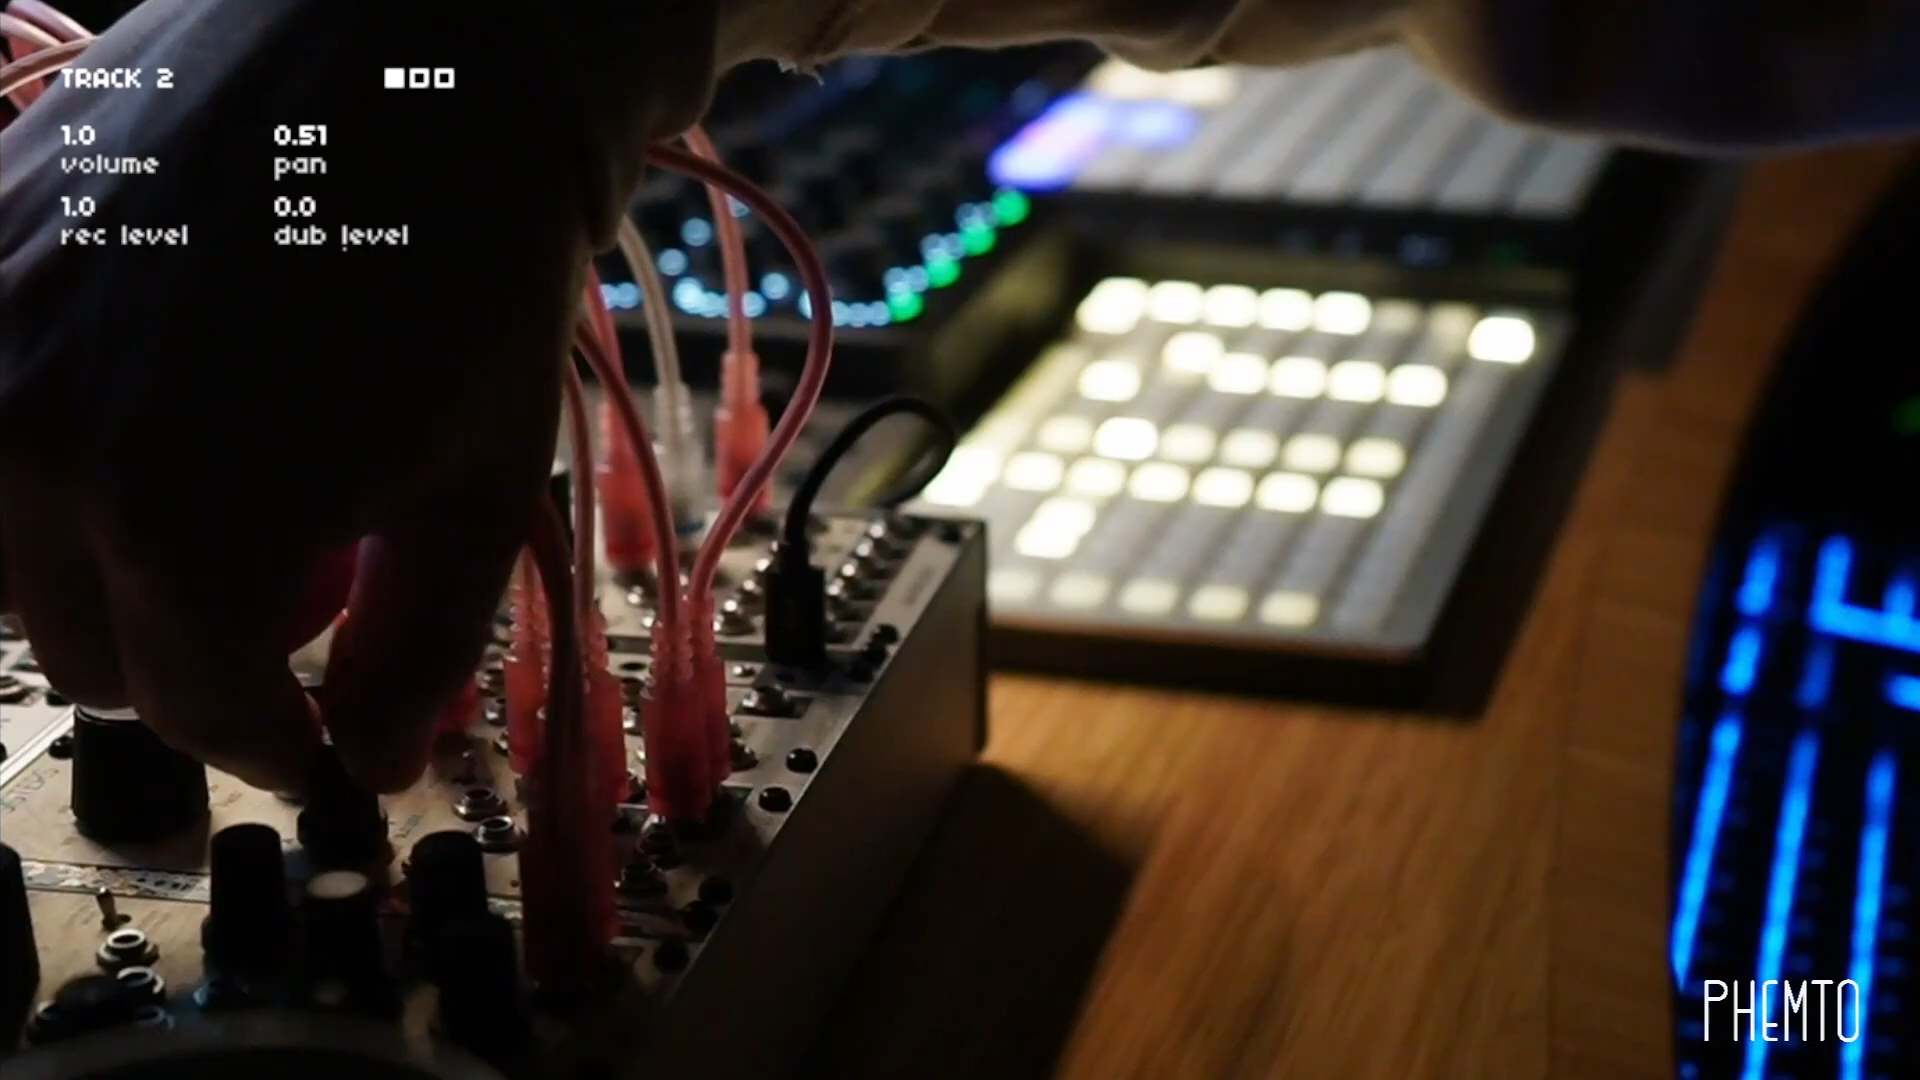 TRACK 2
1.0 0.51
volume pan
1.0 0.0
rec level dub level
PHEMTO